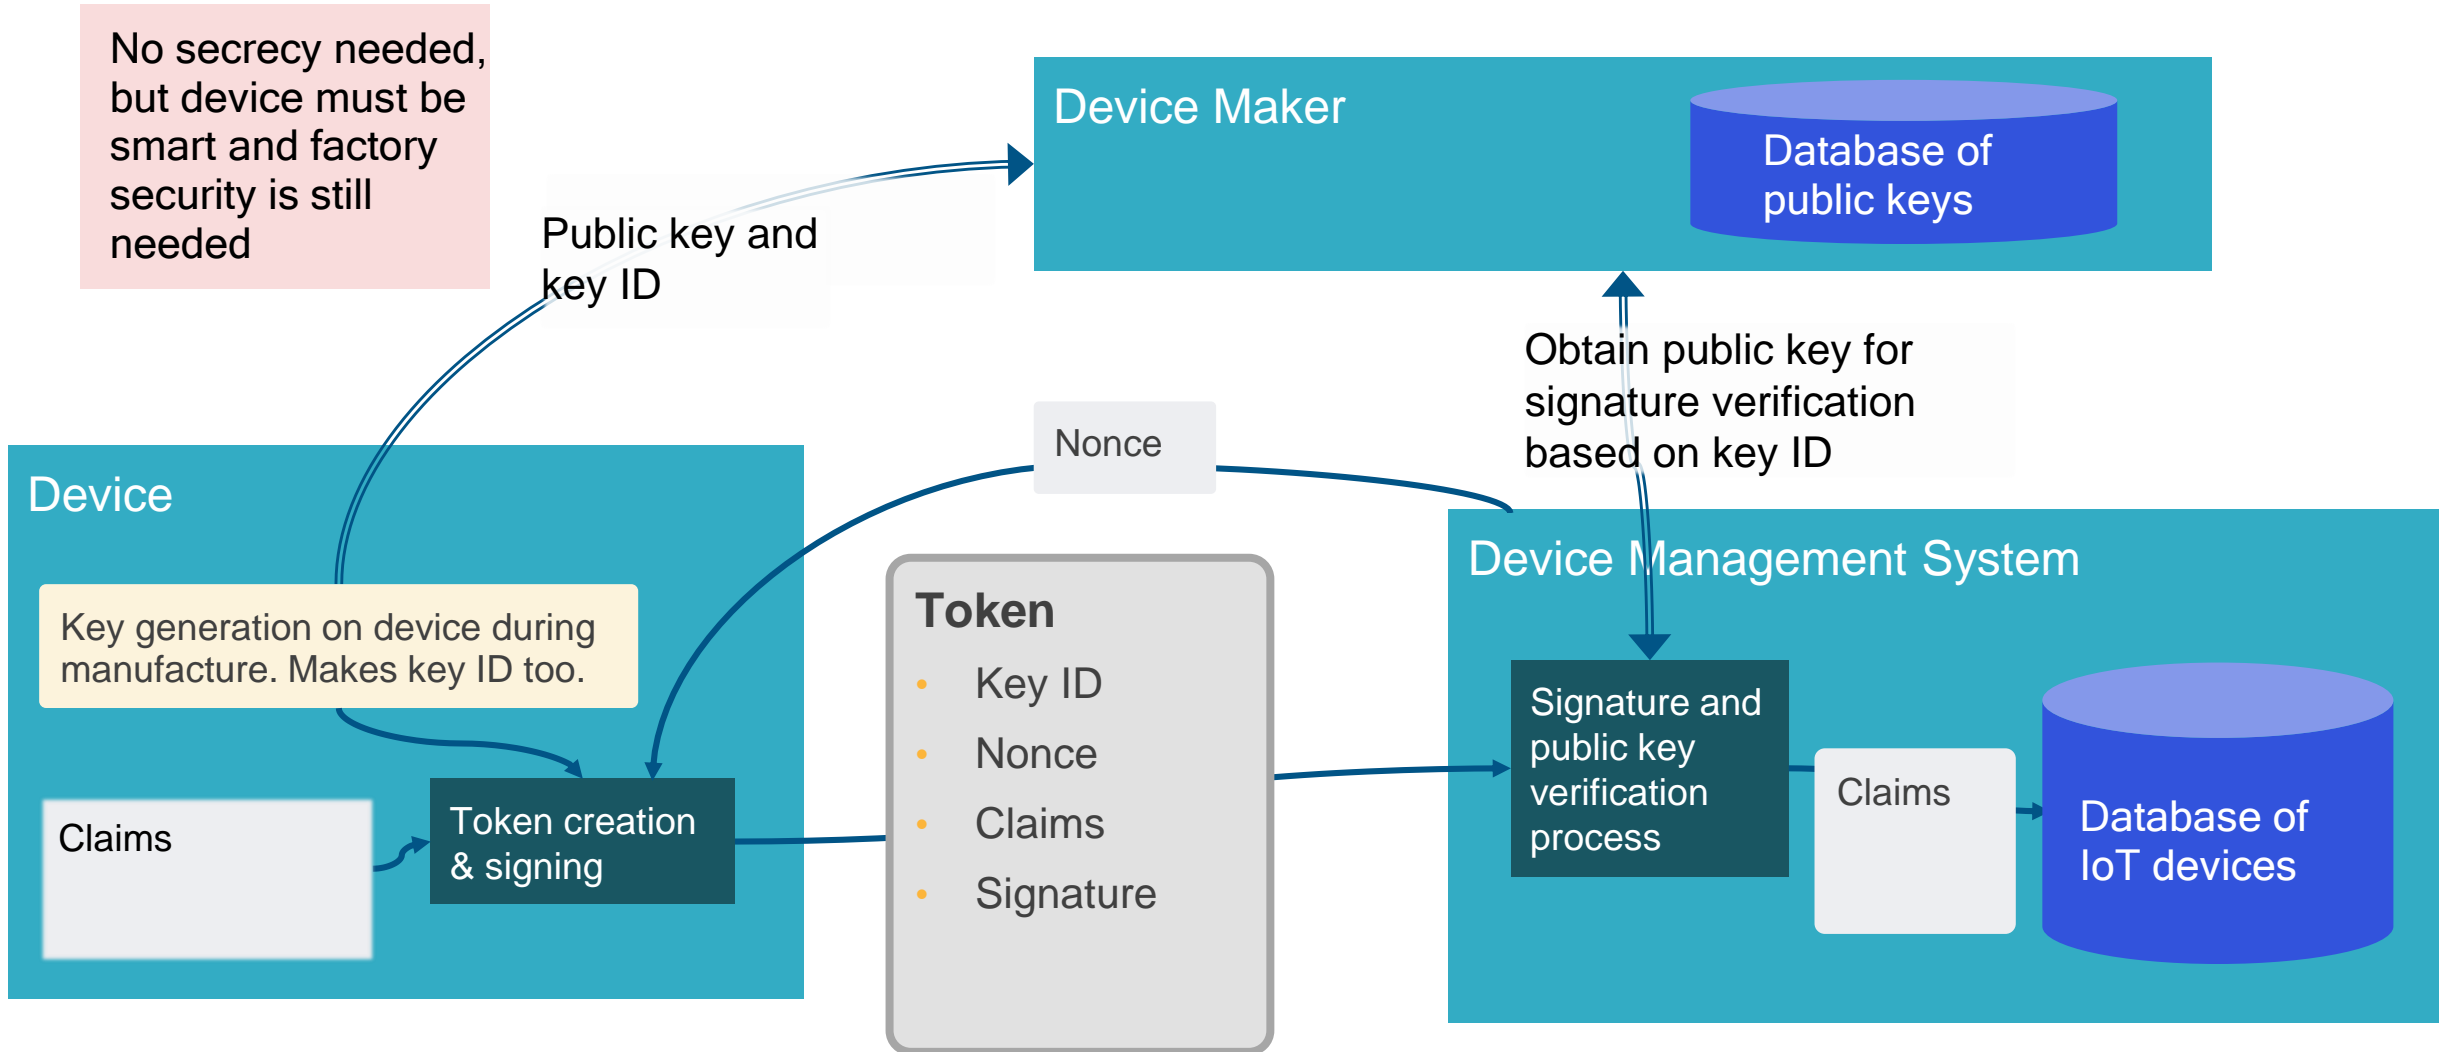 No secrecy needed,
but device must be
smart and factory
security is still
needed
Device Maker
Database of
public keys
Public key and
key ID
Obtain public key for
signature verification
based on key ID
Nonce
Device
Key generation on device during
manufacture. Makes key ID too.
Claims
Token creation
& signing
Token
• Key ID
• Nonce
• Claims
• Signature
Device Management System
Signature and
public key
verification
process
Claims
Database of
IoT devices